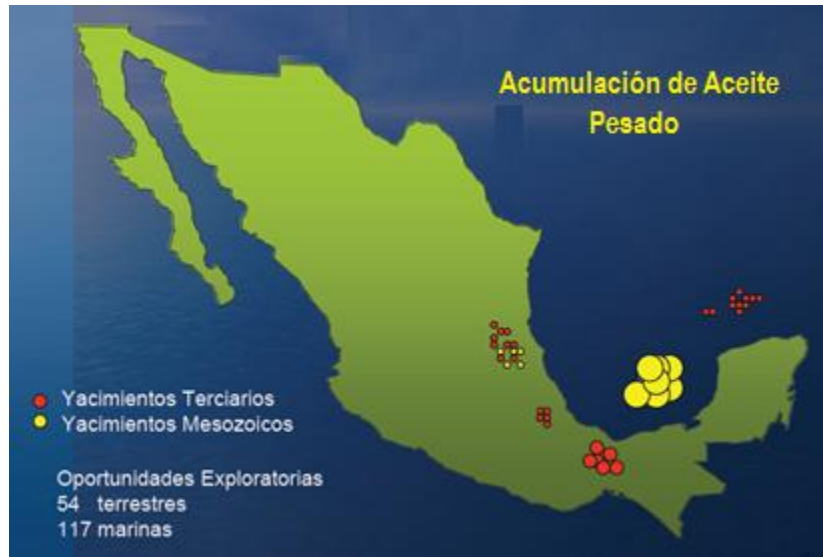 Acumulación de Aceite
Pesado
Yacimientos Terciarios
Yacimientos Mesozoicos
Oportunidades Exploratorias
54 terrestres
117 marinas